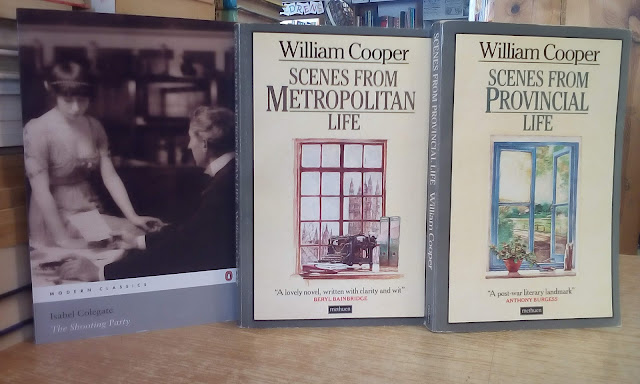 MODERN CLASSICS
Isabel Colegate
The Shooting Party
William Cooper
SCENES FROM
METROPOLITAN
LIFE
"A lovely novel, written with clarity and wit"
BERYL BAINBRIDGE
methuen
SCENES FROM PROVINCIAL LIFE William Cooper
William Cooper
SCENES FROM
PROVINCIAL
LIFE
"A post-war literary landmark"
ANTHONY BURGESS
methuen